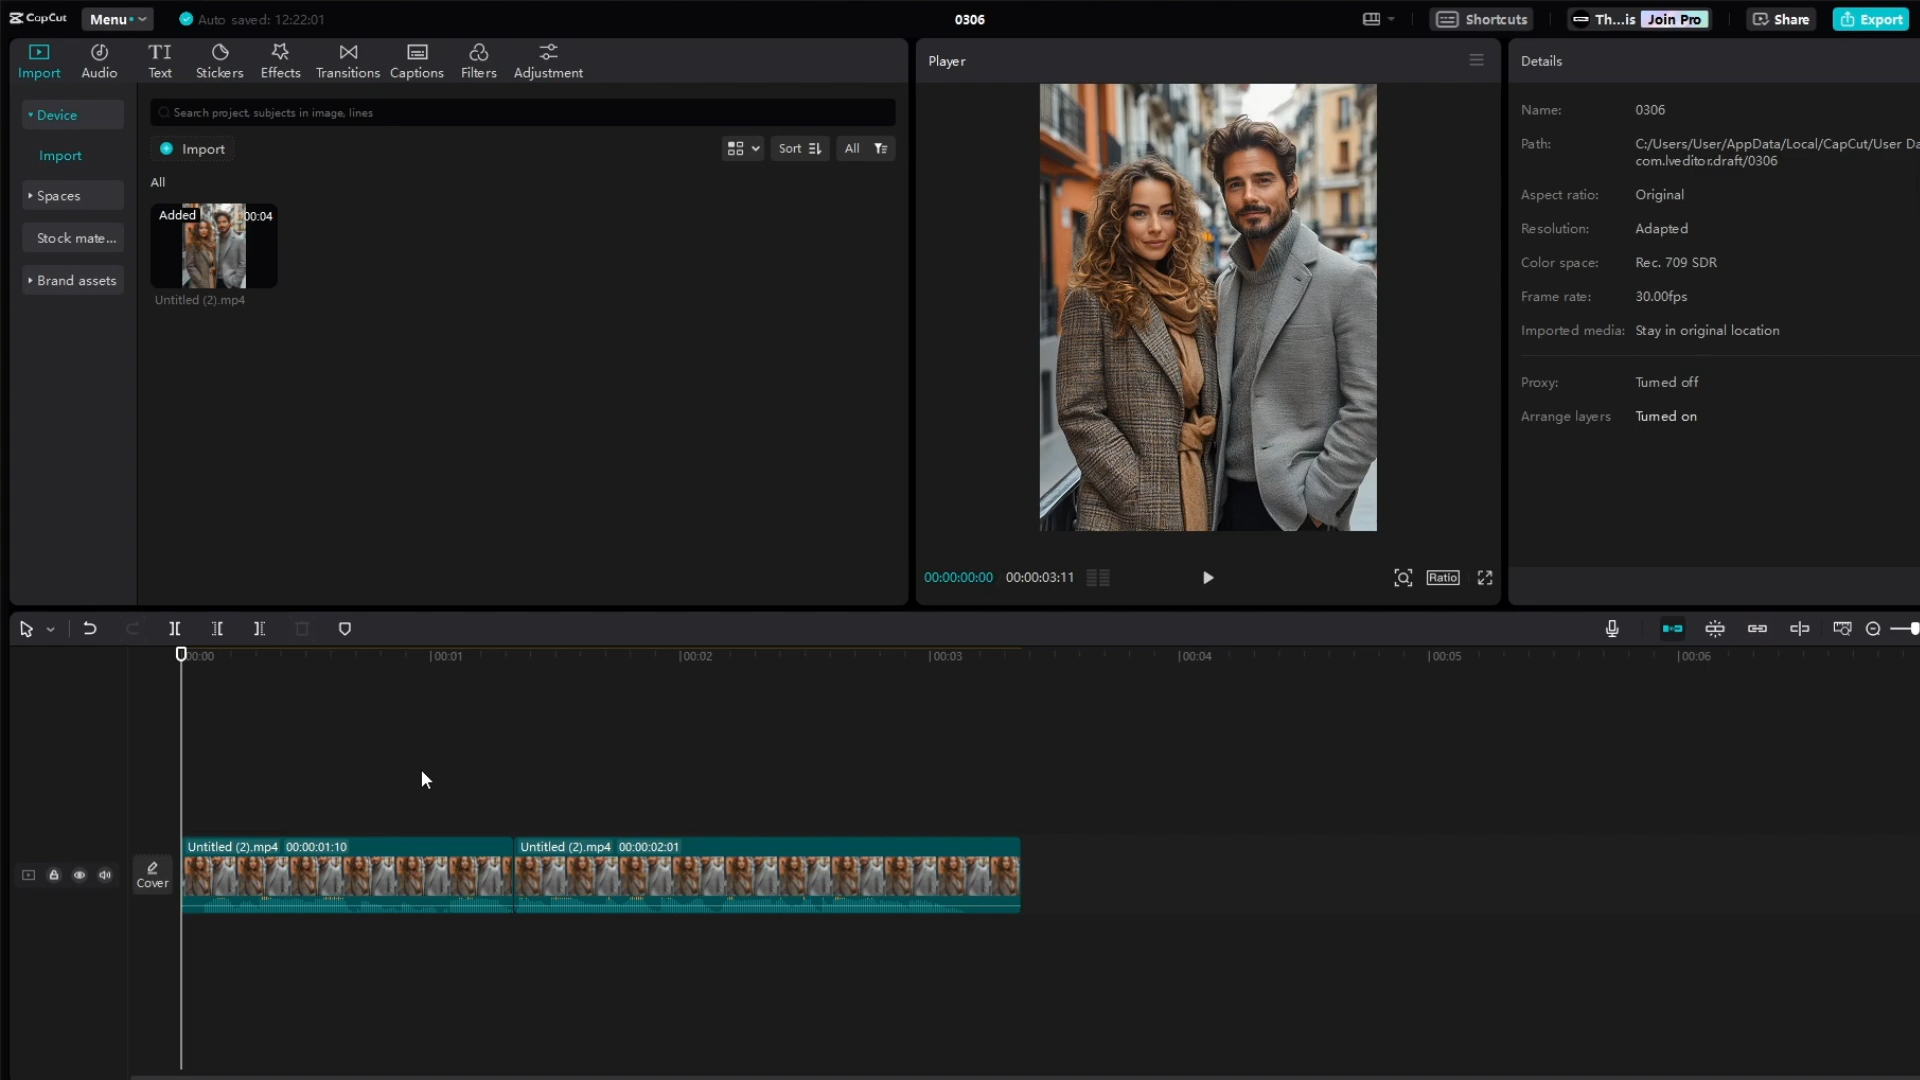 CapCut
Menu
Auto saved: 12:22:01
0306
Shortcuts
Th...is
Join Pro
Share
Export
Import
Audio
TI
Text
Stickers
Effects
Transitions
Captions
Filters
Adjustment
Player
Details
Device
Import
Spaces
Stock mate...
Brand assets
Search project, subjects in image, lines
Import
Sort
All
All
Added
00:04
Untitled (2).mp4
Name: 0306
Path: C:/Users/User/AppData/Local/CapCut/User Da
com.lveditor.draft/0306
Aspect ratio: Original
Resolution: Adapted
Color space: Rec. 709 SDR
Frame rate: 30.00fps
Imported media: Stay in original location
Proxy: Turned off
Arrange layers Turned on
00:00:00:00 00:00:03:11
Ratio
00:00 00:01 00:02 00:03 00:04 00:05 00:06
Untitled (2).mp4 00:00:01:10
Untitled (2).mp4 00:00:02:01
Cover